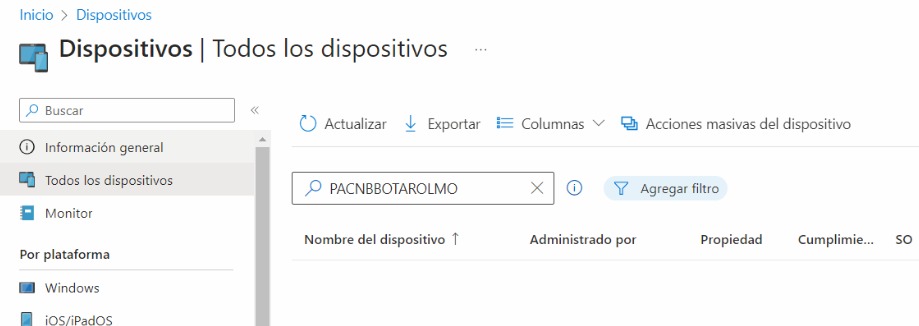 Inicio > Dispositivos
Dispositivos | Todos los dispositivos ...
Buscar «
Actualizar Exportar Columnas Acciones masivas del dispositivo
Información general
Todos los dispositivos
PACNBBOTAROLMO Agregar filtro
Monitor
Nombre del dispositivo ↑ Administrado por Propiedad Cumplimie... SO
Por plataforma
Windows
iOS/iPadOS